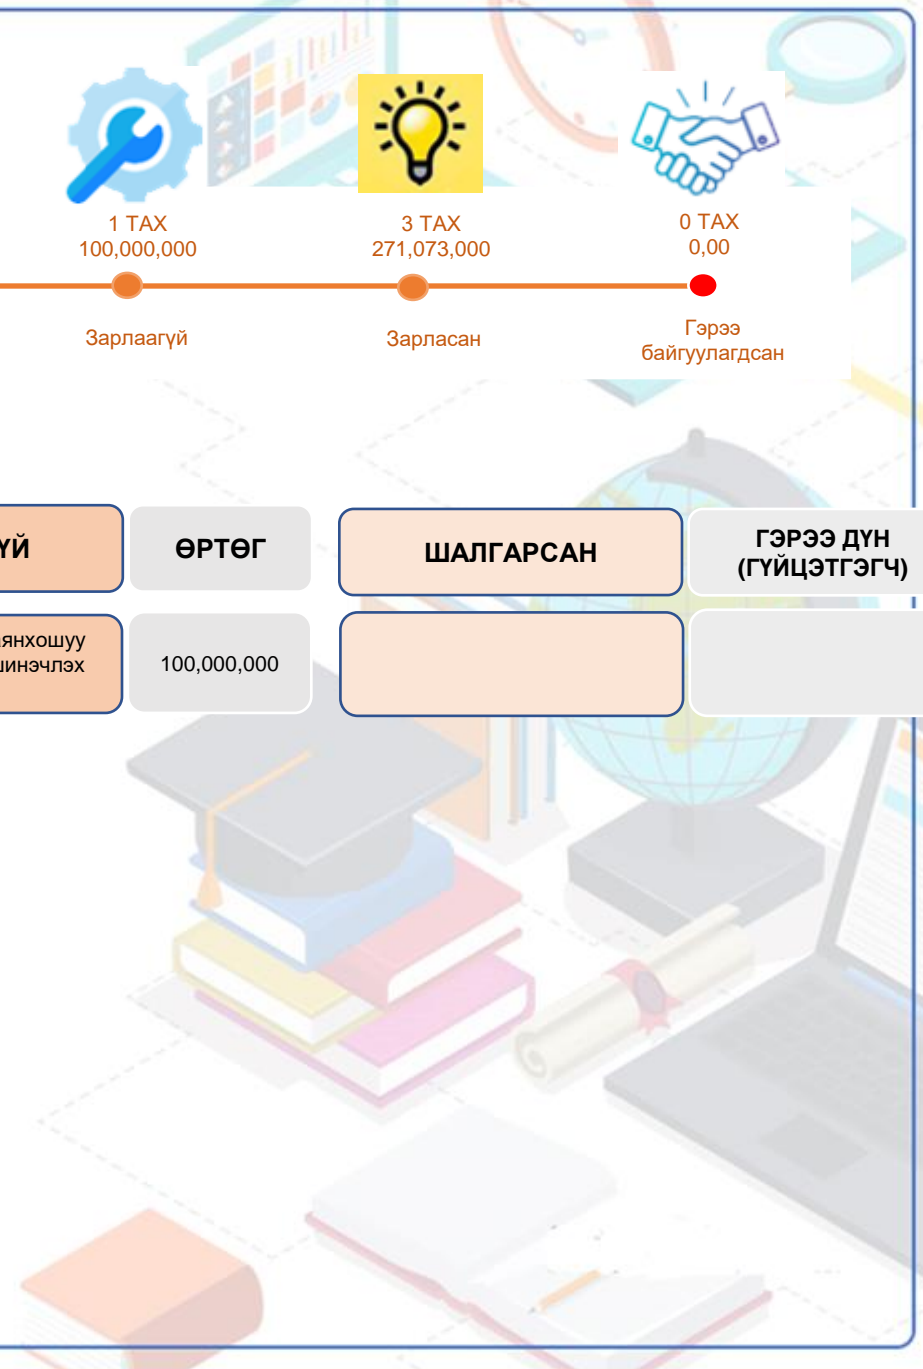 1 ТАХ
100,000,000
3 ТАХ
271,073,000
0 ТАХ
0,00
Зарлаагүй
Зарласан
Гэрээ
байгуулагдсан
ӨРТӨГ
ШАЛГАРСАН
ГЭРЭЭ ДҮН
(ГҮЙЦЭТГЭГЧ)
100,000,000